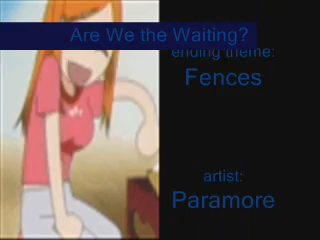 Are We the Waiting?
ending theme:
Fences
artist:
Paramore